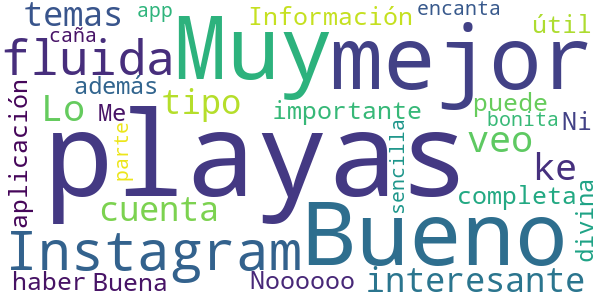 temas app Información encanta
caña útil
fluida Muy mejor
además
Lo tipo importante puede
Me bonita Ni
aplicación parte playas sencilla veo ke
cuenta completa
Instagram Bueno divina
haber Buena Noooooo interesante